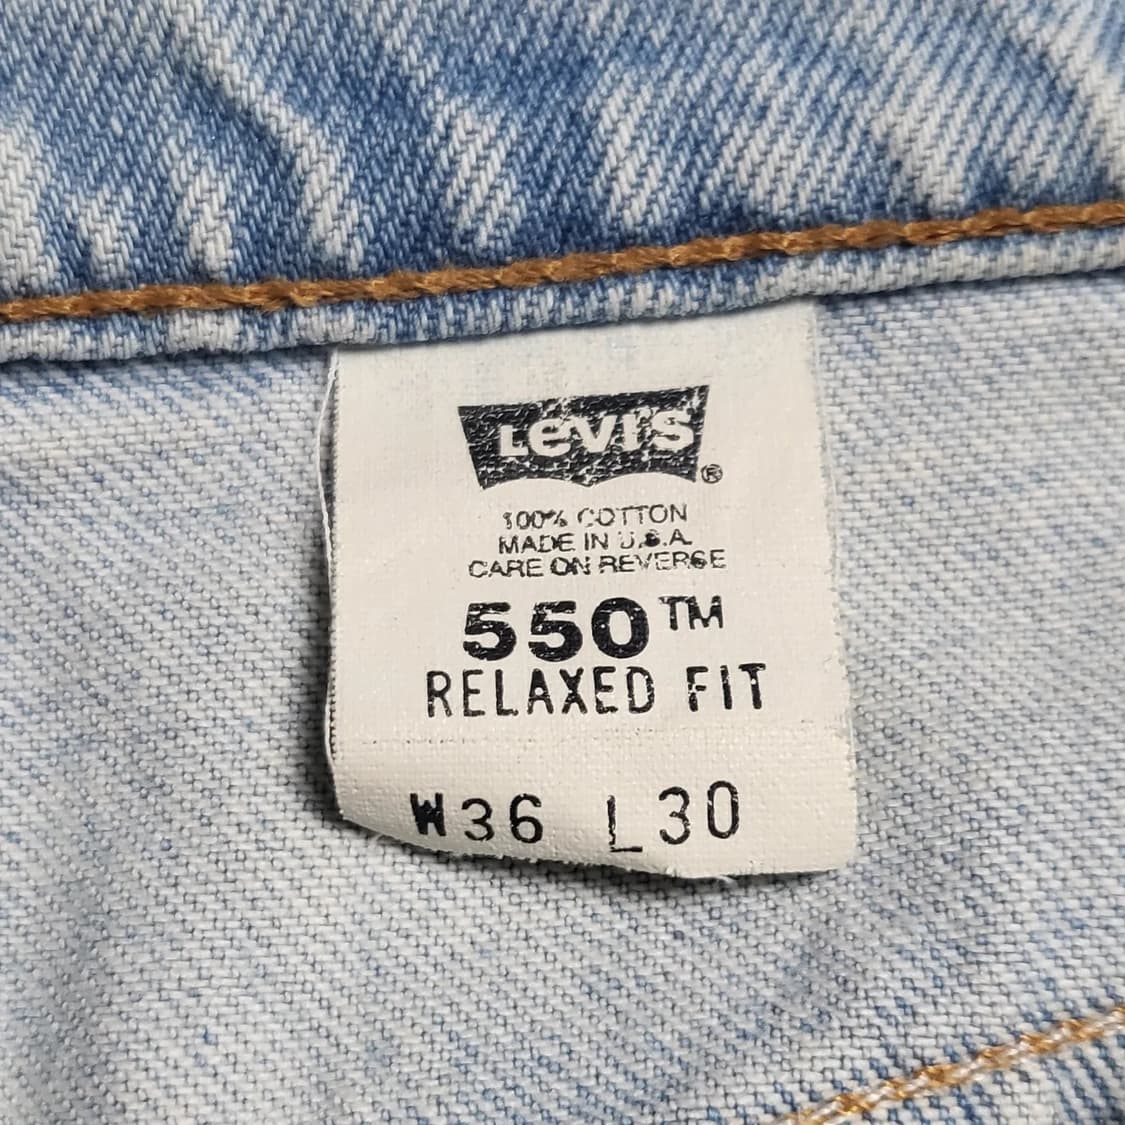 Levi's®
100% COTTON
MADE IN U.S.A.
CARE ON REVERSE
550™
RELAXED FIT
W36 L30